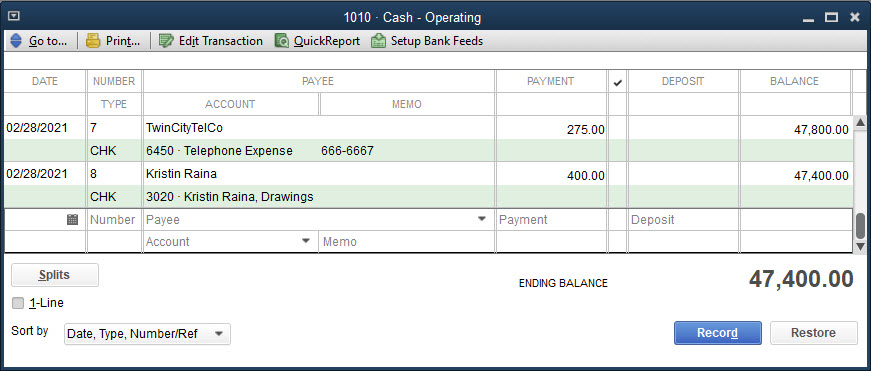 1010 · Cash - Operating
Go to... Print... Edit Transaction QuickReport Setup Bank Feeds
DATE NUMBER PAYEE PAYMENT ✓ DEPOSIT BALANCE
TYPE ACCOUNT MEMO
02/28/2021 7 TwinCityTelCo 275.00 47,800.00
CHK 6450 · Telephone Expense 666-6667
02/28/2021 8 Kristin Raina 400.00 47,400.00
CHK 3020 · Kristin Raina, Drawings
Number Payee Payment Deposit
Account Memo
Splits
ENDING BALANCE 47,400.00
1-Line
Sort by Date, Type, Number/Ref Record Restore